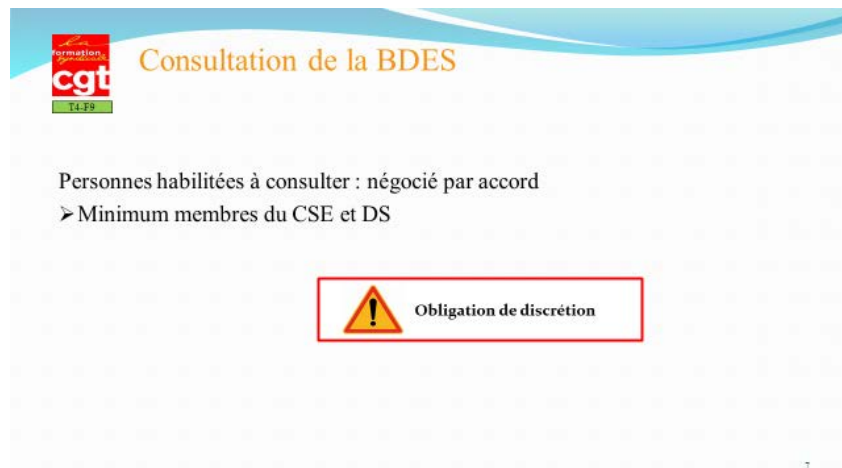 la
formation
syndicale
cgt
T4-F9
Consultation de la BDES
Personnes habilitées à consulter : négocié par accord
➢Minimum membres du CSE et DS
Obligation de discrétion
7